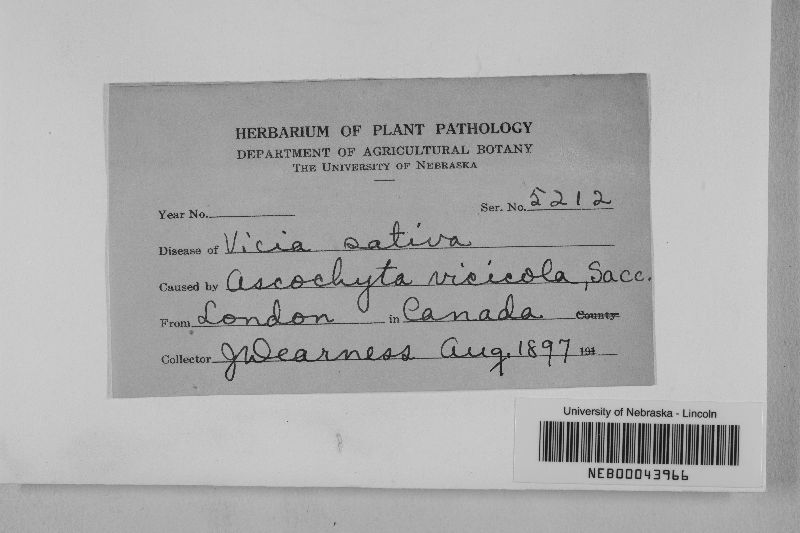 HERBARIUM OF PLANT PATHOLOGY
DEPARTMENT OF AGRICULTURAL BOTANY
THE UNIVERSITY OF NEBRASKA
Year No. Ser. No. 5212
Disease of Vicia sativa
Caused by Ascochyta vicicola, Sacc.
From London in Canada County
Collector J Dearness Aug. 1897 191
University of Nebraska - Lincoln
NEB00043966